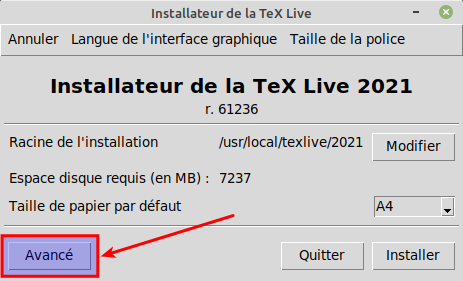 Installateur de la TeX Live
Annuler Langue de l'interface graphique Taille de la police
Installateur de la TeX Live 2021
r. 61236
Racine de l'installation /usr/local/texlive/2021 Modifier
Espace disque requis (en MB) : 7237
Taille de papier par défaut A4
Avancé Quitter Installer